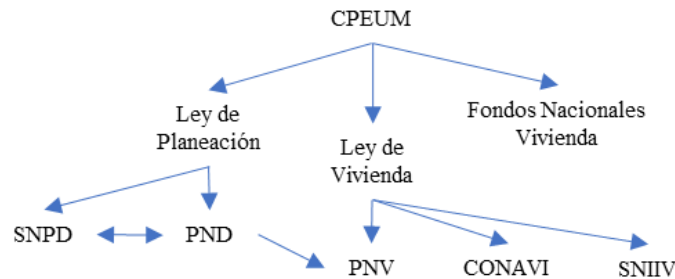 CPEUM
Ley de
Planeación
Ley de
Vivienda
Fondos Nacionales
Vivienda
SNPD
PND
PNV
CONAVI
SNIIV